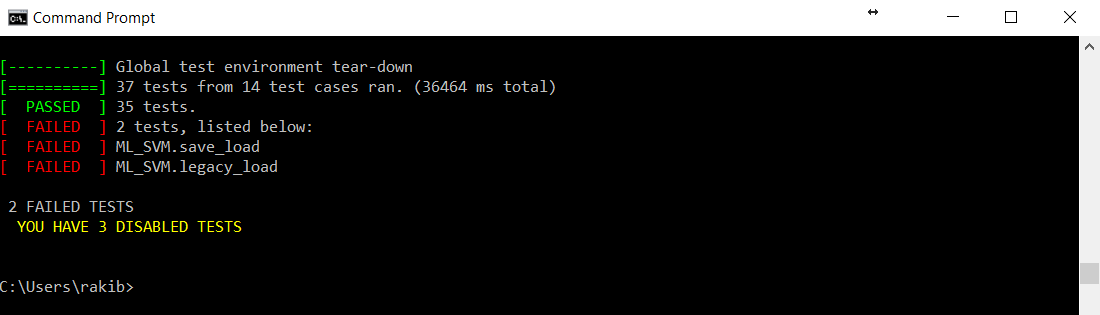 Command Prompt
[----------] Global test environment tear-down
[==========] 37 tests from 14 test cases ran. (36464 ms total)
[  PASSED  ] 35 tests.
[  FAILED  ] 2 tests, listed below:
[  FAILED  ] ML_SVM.save_load
[  FAILED  ] ML_SVM.legacy_load
2 FAILED TESTS
YOU HAVE 3 DISABLED TESTS
C:\Users\rakib>